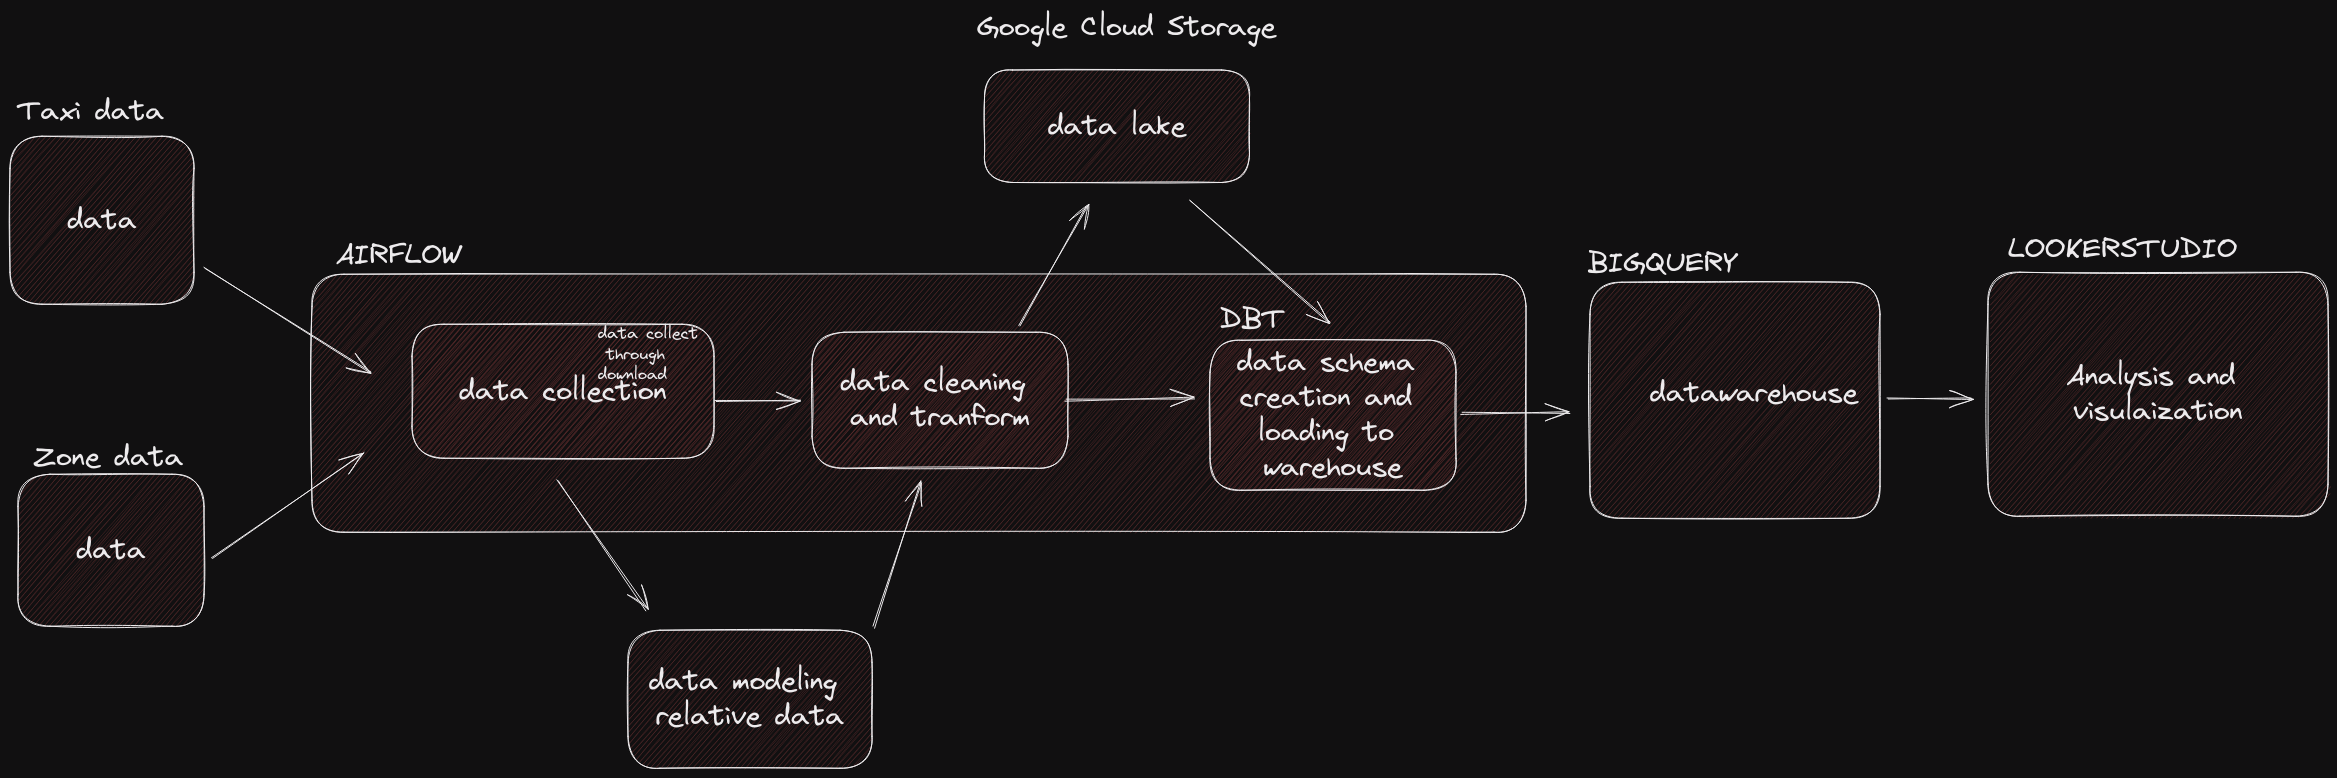 Google Cloud Storage
data lake
Taxi data
data
AIRFLOW
data collect
through
download
data collection
data cleaning
and tranform
DBT
data schema
creation and
loading to
warehouse
BIGQUERY
datawarehouse
LOOKERSTUDIO
Analysis and
visulaization
Zone data
data
data modeling
relative data